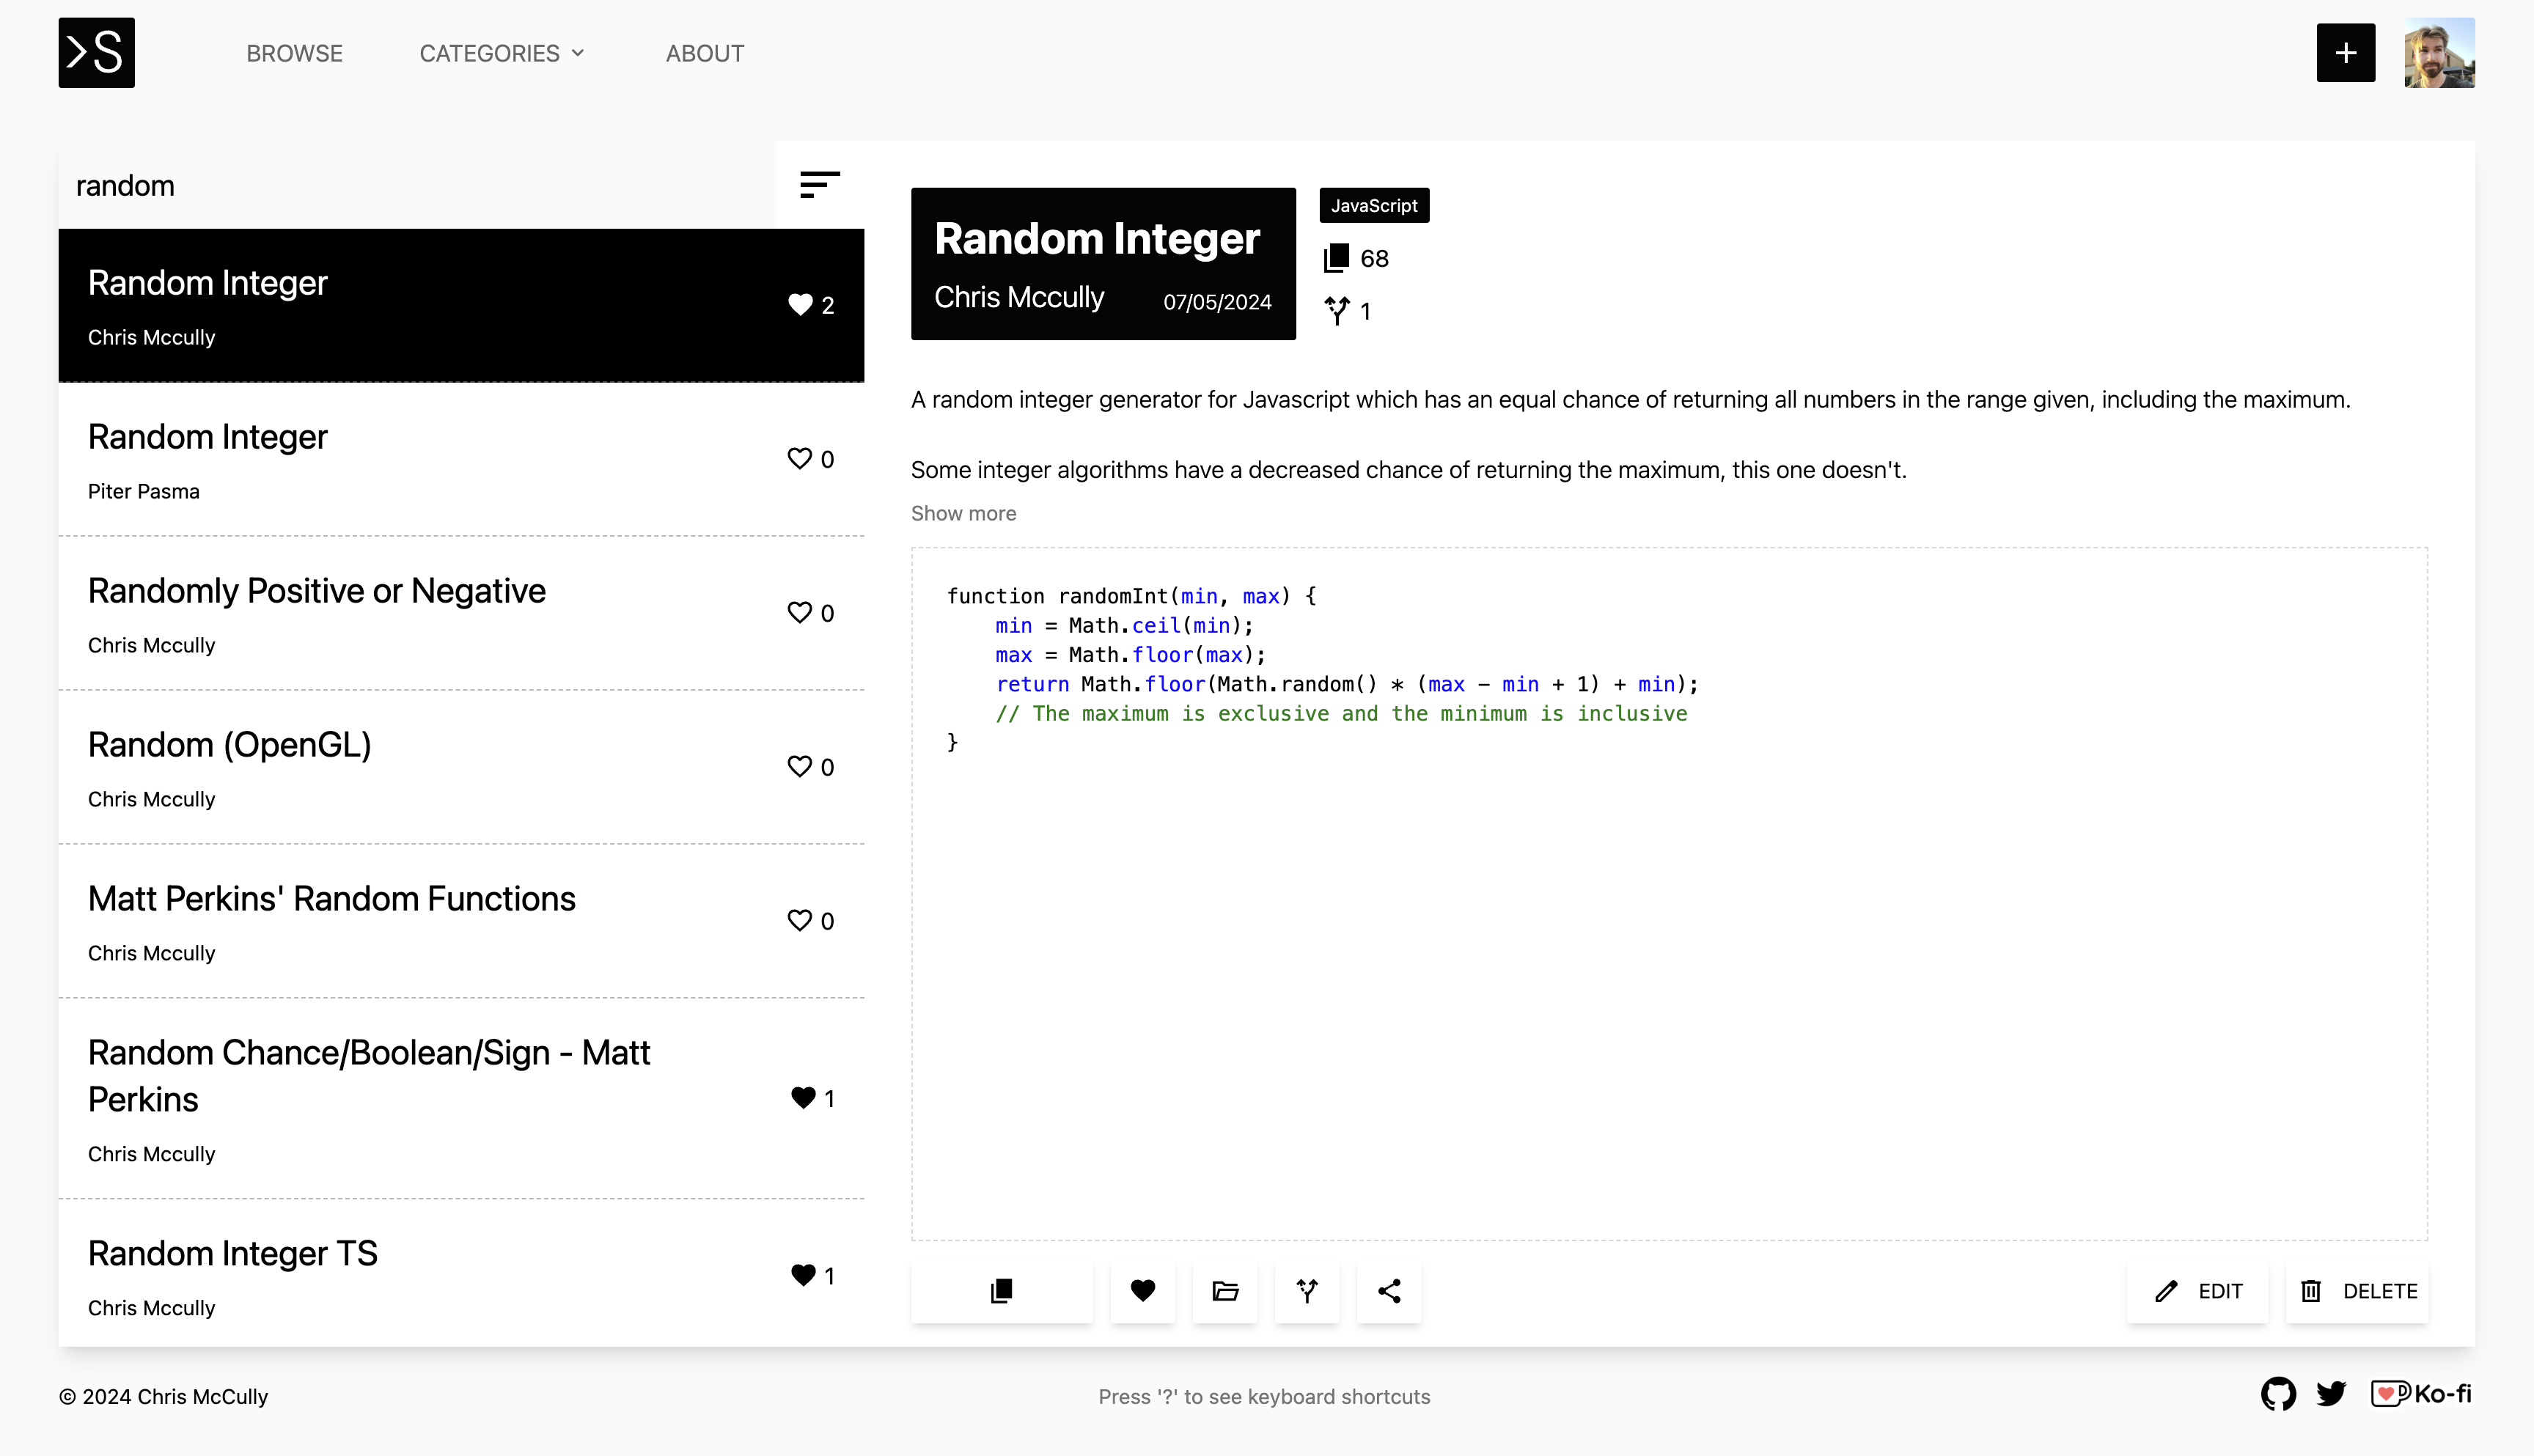 >S
BROWSE
CATEGORIES
ABOUT
+
random
Random Integer
2
Chris Mccully
Random Integer
0
Piter Pasma
Randomly Positive or Negative
0
Chris Mccully
Random (OpenGL)
0
Chris Mccully
Matt Perkins' Random Functions
0
Chris Mccully
Random Chance/Boolean/Sign - Matt
Perkins
1
Chris Mccully
Random Integer TS
1
Chris Mccully
Random Integer
Chris Mccully 07/05/2024
JavaScript
68
1
A random integer generator for Javascript which has an equal chance of returning all numbers in the range given, including the maximum.
Some integer algorithms have a decreased chance of returning the maximum, this one doesn't.
Show more
function randomInt(min, max) {
    min = Math.ceil(min);
    max = Math.floor(max);
    return Math.floor(Math.random() * (max - min + 1) + min);
    // The maximum is exclusive and the minimum is inclusive
}
EDIT
DELETE
© 2024 Chris McCully
Press '?' to see keyboard shortcuts
Ko-fi